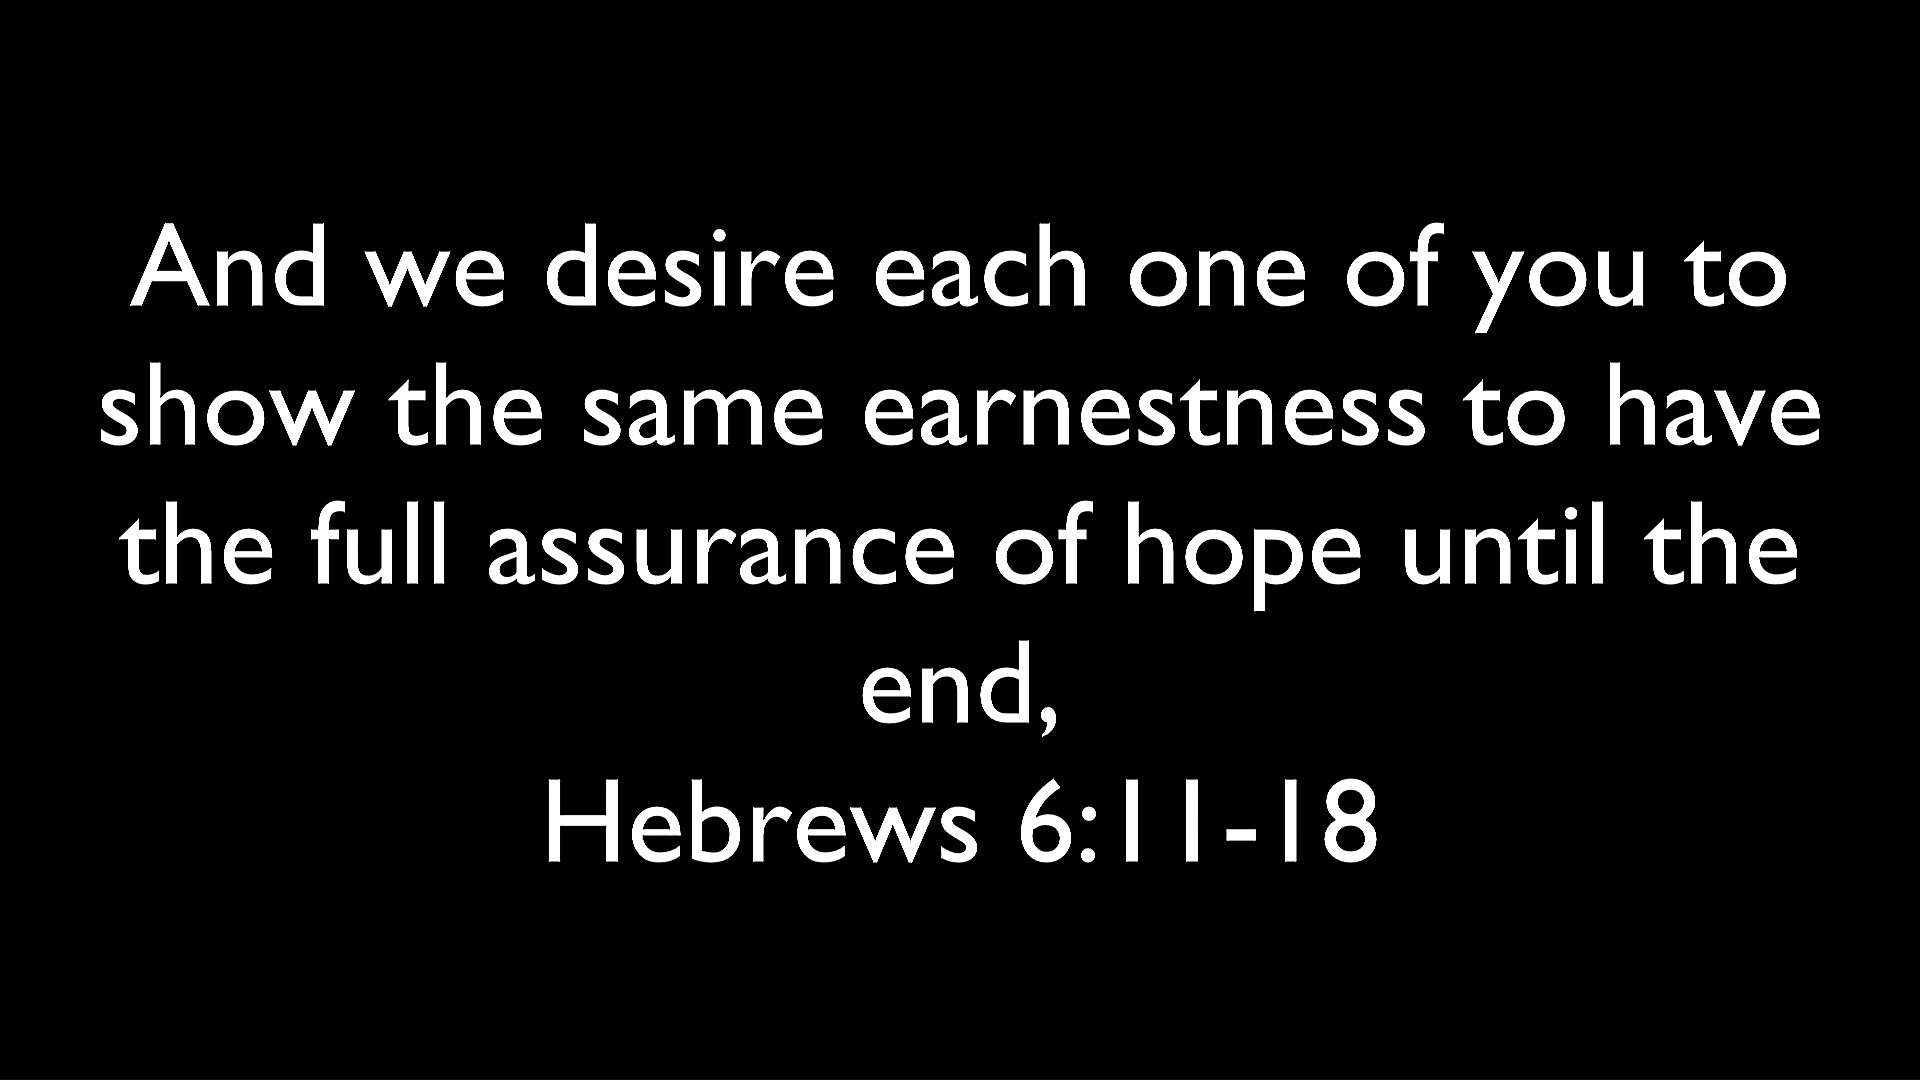 And we desire each one of you to
show the same earnestness to have
the full assurance of hope until the
end,
Hebrews 6:11-18